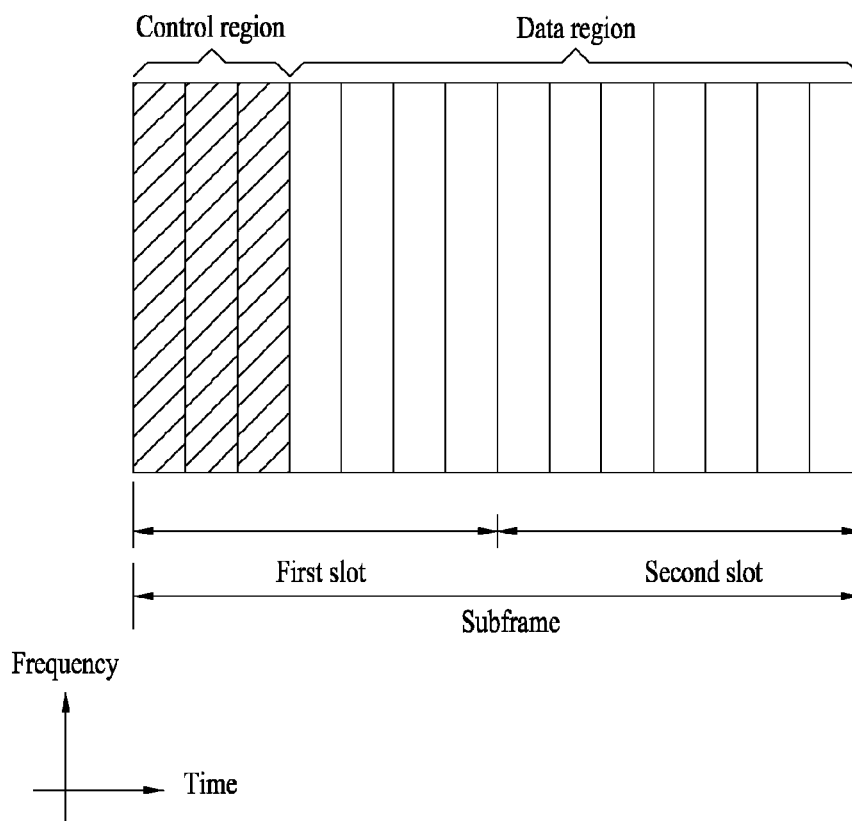 Control region
Data region
First slot
Second slot
Subframe
Frequency
Time